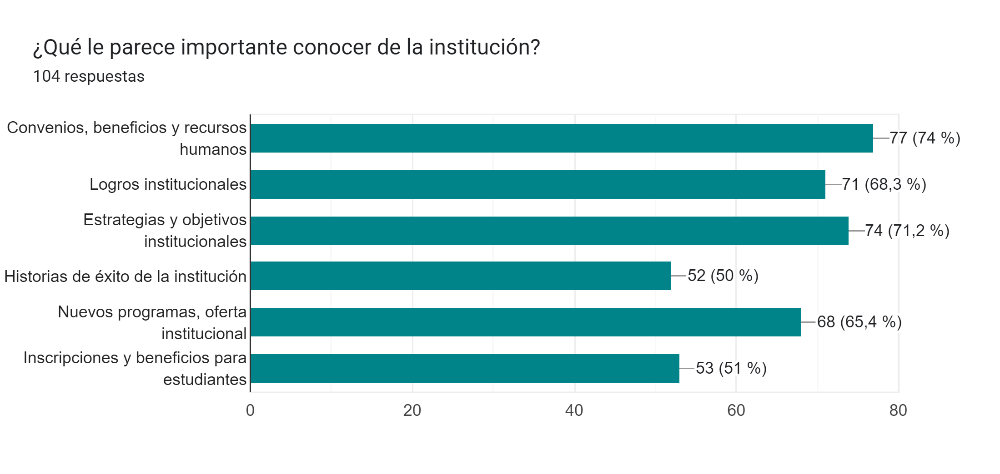 ¿Qué le parece importante conocer de la institución?
104 respuestas
Convenios, beneficios y recursos
humanos
77 (74 %)
Logros institucionales
71 (68,3 %)
Estrategias y objetivos
institucionales
74 (71,2 %)
Historias de éxito de la institución
52 (50 %)
Nuevos programas, oferta
institucional
68 (65,4 %)
Inscripciones y beneficios para
estudiantes
53 (51 %)
0 20 40 60 80